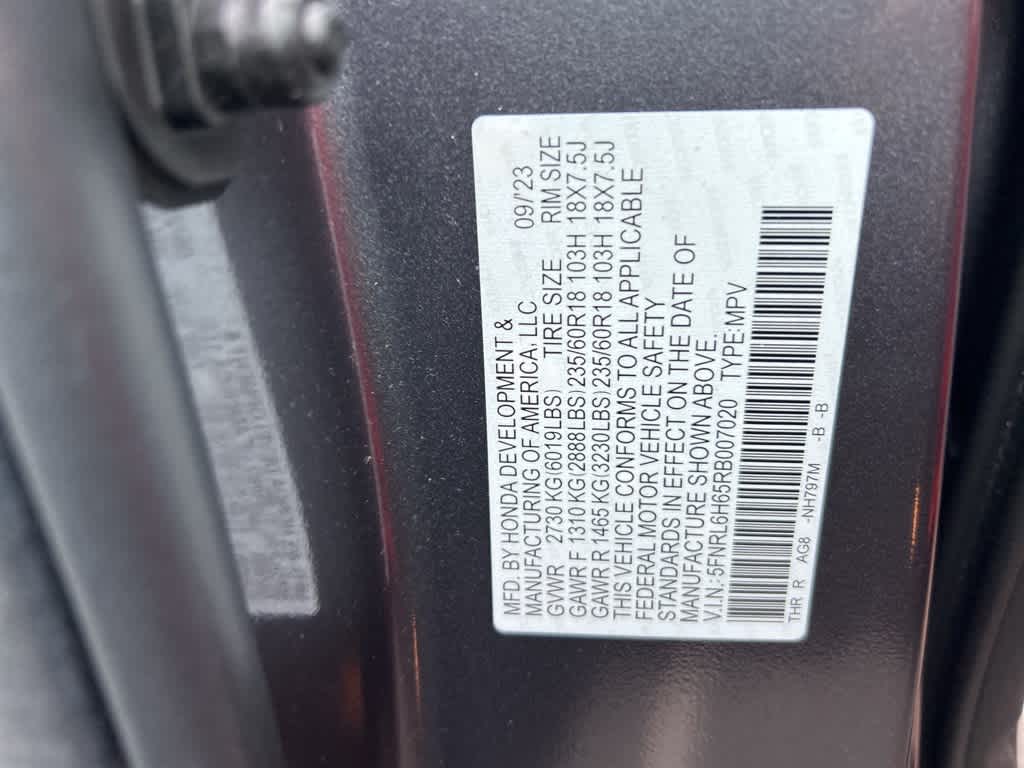 MFD. BY HONDA DEVELOPMENT &
MANUFACTURING OF AMERICA, LLC 09/23
GVWR 2730 KG(6019LBS) TIRE SIZE RIM SIZE
GAWR F 1310 KG(2888LBS) 235/60R18 103H 18X7.5J
GAWR R 1465 KG(3230LBS) 235/60R18 103H 18X7.5J
THIS VEHICLE CONFORMS TO ALL APPLICABLE
FEDERAL MOTOR VEHICLE SAFETY
STANDARDS IN EFFECT ON THE DATE OF
MANUFACTURE SHOWN ABOVE.
V.I.N.: 5FNRL6H65RB007020 TYPE:MPV
THR R AG8 -NH797M -B -B